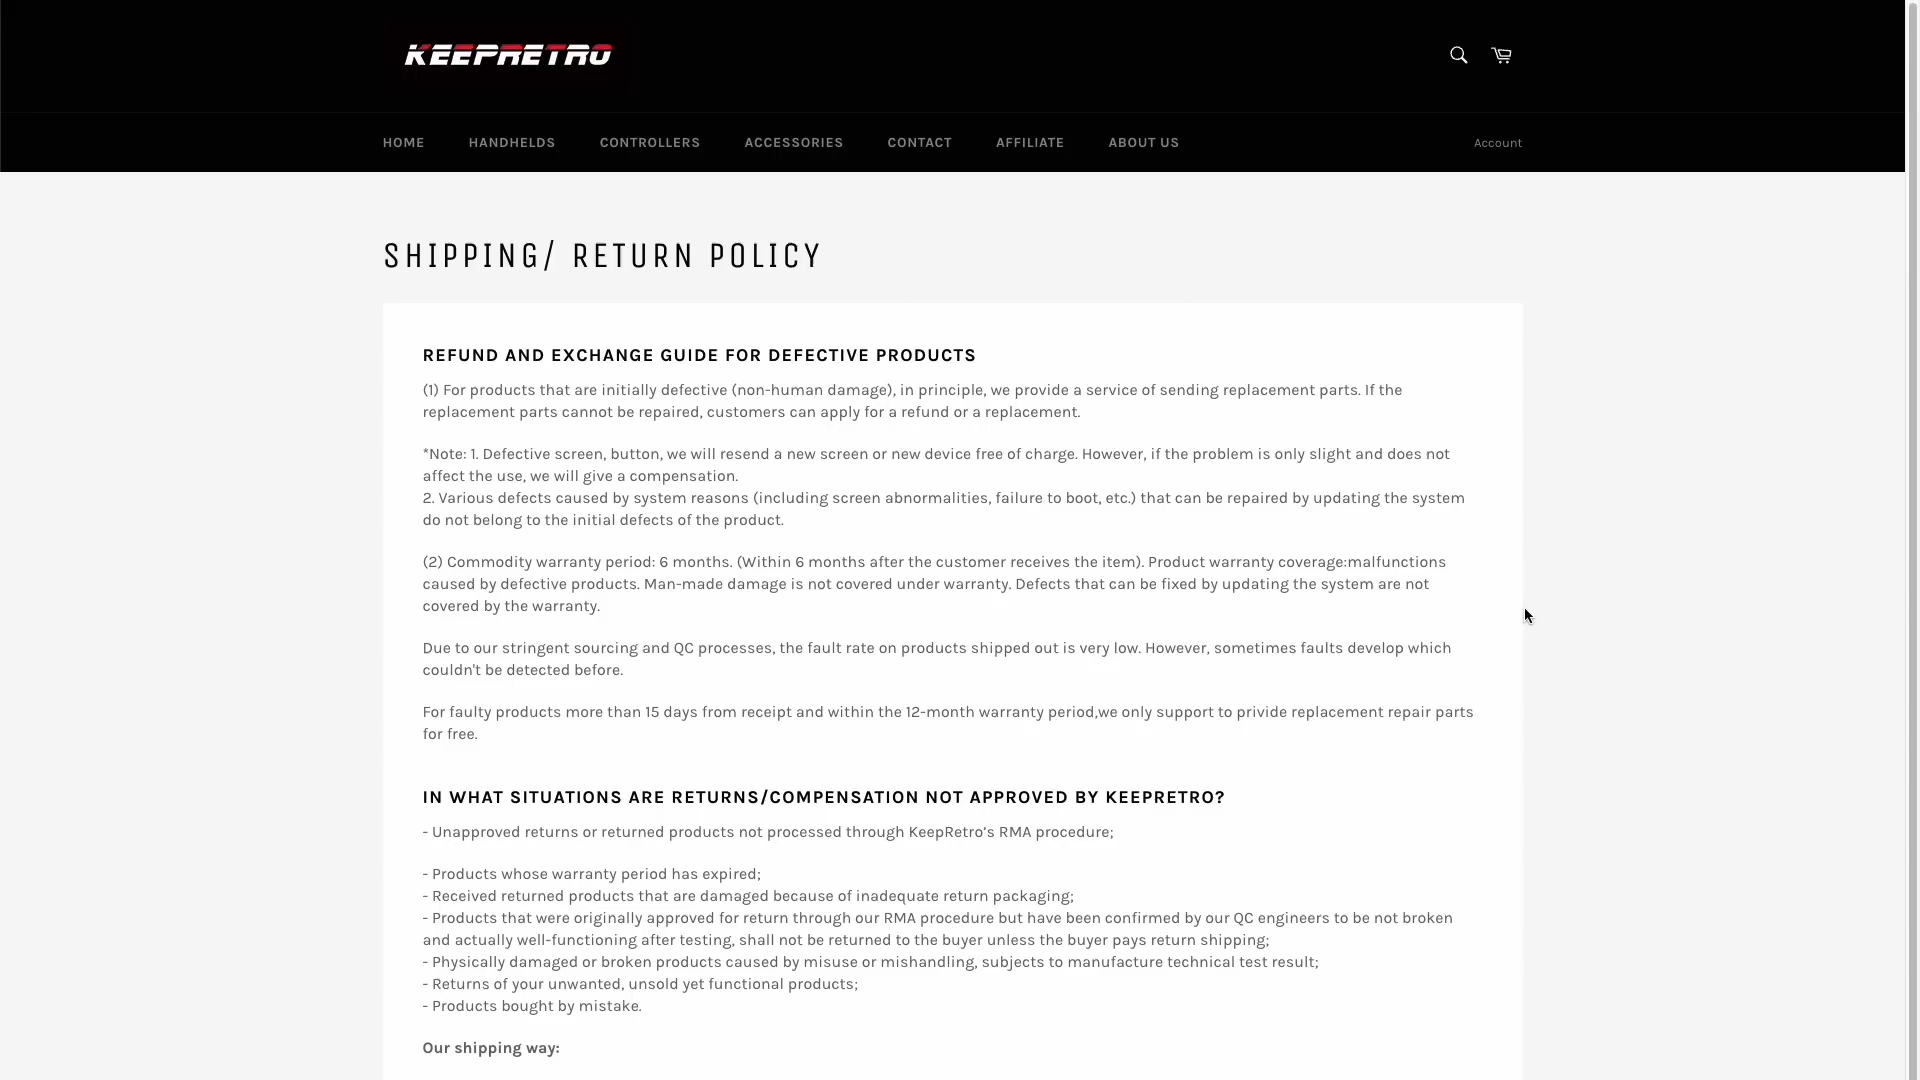 KEEPRETRO
HOME HANDHELDS CONTROLLERS ACCESSORIES CONTACT AFFILIATE ABOUT US Account
SHIPPING/ RETURN POLICY
REFUND AND EXCHANGE GUIDE FOR DEFECTIVE PRODUCTS
(1) For products that are initially defective (non-human damage), in principle, we provide a service of sending replacement parts. If the
replacement parts cannot be repaired, customers can apply for a refund or a replacement.
*Note: 1. Defective screen, button, we will resend a new screen or new device free of charge. However, if the problem is only slight and does not
affect the use, we will give a compensation.
2. Various defects caused by system reasons (including screen abnormalities, failure to boot, etc.) that can be repaired by updating the system
do not belong to the initial defects of the product.
(2) Commodity warranty period: 6 months. (Within 6 months after the customer receives the item). Product warranty coverage:malfunctions
caused by defective products. Man-made damage is not covered under warranty. Defects that can be fixed by updating the system are not
covered by the warranty.
Due to our stringent sourcing and QC processes, the fault rate on products shipped out is very low. However, sometimes faults develop which
couldn't be detected before.
For faulty products more than 15 days from receipt and within the 12-month warranty period,we only support to privide replacement repair parts
for free.
IN WHAT SITUATIONS ARE RETURNS/COMPENSATION NOT APPROVED BY KEEPRETRO?
- Unapproved returns or returned products not processed through KeepRetro’s RMA procedure;
- Products whose warranty period has expired;
- Received returned products that are damaged because of inadequate return packaging;
- Products that were originally approved for return through our RMA procedure but have been confirmed by our QC engineers to be not broken
and actually well-functioning after testing, shall not be returned to the buyer unless the buyer pays return shipping;
- Physically damaged or broken products caused by misuse or mishandling, subjects to manufacture technical test result;
- Returns of your unwanted, unsold yet functional products;
- Products bought by mistake.
Our shipping way: